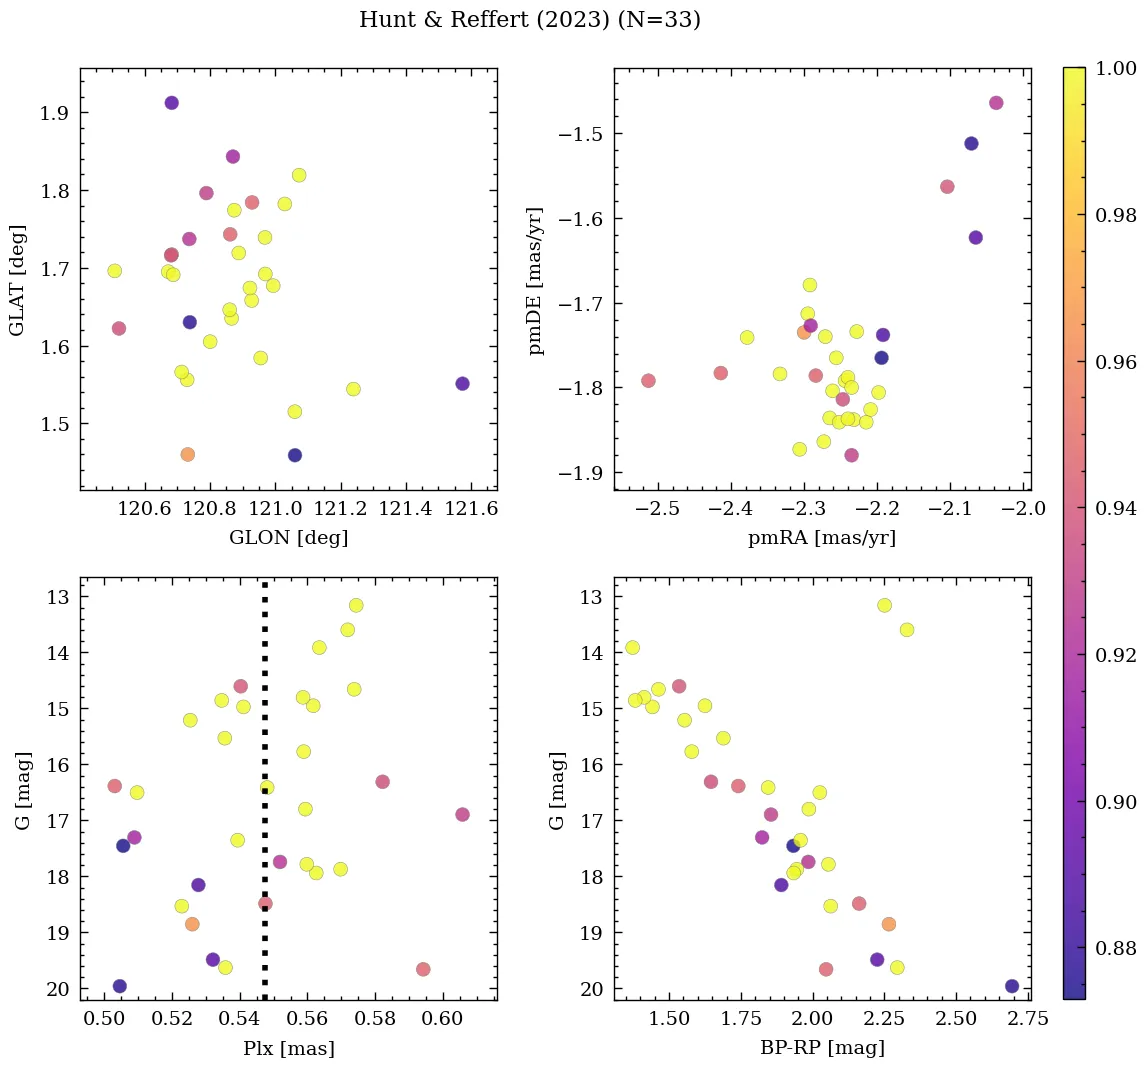 Hunt & Reffert (2023) (N=33)
1.9
1.8
1.7
1.6
1.5
GLAT [deg]
120.6 120.8 121.0 121.2 121.4 121.6
GLON [deg]
−1.5
−1.6
−1.7
−1.8
−1.9
pmDE [mas/yr]
−2.5 −2.4 −2.3 −2.2 −2.1 −2.0
pmRA [mas/yr]
1.00
0.98
0.96
0.94
0.92
0.90
0.88
13
14
15
16
17
18
19
20
G [mag]
0.50 0.52 0.54 0.56 0.58 0.60
Plx [mas]
13
14
15
16
17
18
19
20
G [mag]
1.50 1.75 2.00 2.25 2.50 2.75
BP-RP [mag]